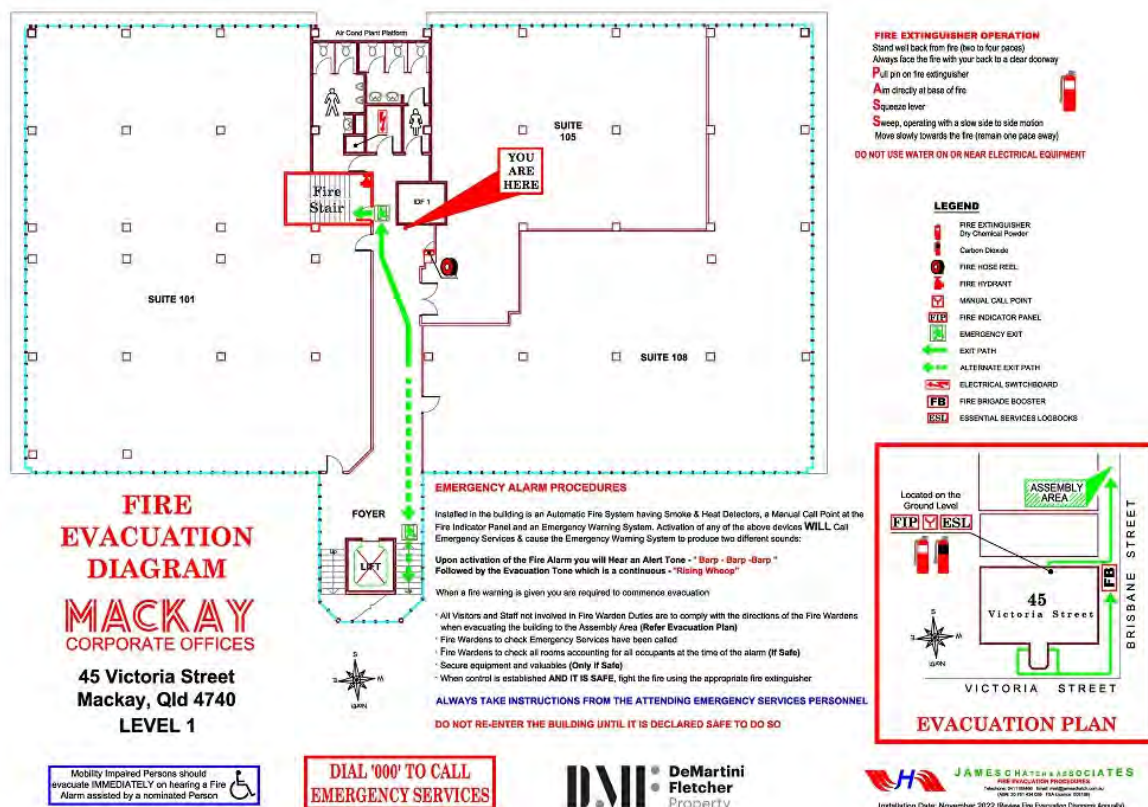 Air Cond Plant Platform
SUITE
105
YOU
ARE
HERE
Fire
Stair
IDF 1
SUITE 101
SUITE 108
FOYER
Up
LIFT
FIRE EXTINGUISHER OPERATION
Stand well back from fire (two to four paces)
Always face the fire with your back to a clear doorway
Pull pin on fire extinguisher
Aim directly at base of fire
Squeeze lever
Sweep, operating with a slow side to side motion
Move slowly towards the fire (remain one pace away)
DO NOT USE WATER ON OR NEAR ELECTRICAL EQUIPMENT
LEGEND
FIRE EXTINGUISHER
Dry Chemical Powder
Carbon Dioxide
FIRE HOSE REEL
FIRE HYDRANT
MANUAL CALL POINT
FIP FIRE INDICATOR PANEL
EMERGENCY EXIT
EXIT PATH
ALTERNATE EXIT PATH
ELECTRICAL SWITCHBOARD
FB FIRE BRIGADE BOOSTER
ESL ESSENTIAL SERVICES LOGBOOKS
FIRE
EVACUATION
DIAGRAM
MACKAY
CORPORATE OFFICES
45 Victoria Street
Mackay, Qld 4740
LEVEL 1
S
E
W
North
EMERGENCY ALARM PROCEDURES
Installed in the building is an Automatic Fire System having Smoke & Heat Detectors, a Manual Call Point at the
Fire Indicator Panel and an Emergency Warning System. Activation of any of the above devices WILL Call
Emergency Services & cause the Emergency Warning System to produce two different sounds:
Upon activation of the Fire Alarm you will Hear an Alert Tone - " Barp - Barp -Barp "
Followed by the Evacuation Tone which is a continuous - "Rising Whoop"
When a fire warning is given you are required to commence evacuation
* All Visitors and Staff not involved in Fire Warden Duties are to comply with the directions of the Fire Wardens
when evacuating the building to the Assembly Area (Refer Evacuation Plan)
* Fire Wardens to check Emergency Services have been called
* Fire Wardens to check all rooms accounting for all occupants at the time of the alarm (If Safe)
* Secure equipment and valuables (Only if Safe)
* When control is established AND IT IS SAFE, fight the fire using the appropriate fire extinguisher
ALWAYS TAKE INSTRUCTIONS FROM THE ATTENDING EMERGENCY SERVICES PERSONNEL
DO NOT RE-ENTER THE BUILDING UNTIL IT IS DECLARED SAFE TO DO SO
ASSEMBLY
AREA
Located on the
Ground Level
FIP ESL
FB
BRISBANE STREET
45
Victoria Street
S
E
W
North
VICTORIA STREET
EVACUATION PLAN
Mobility Impaired Persons should
evacuate IMMEDIATELY on hearing a Fire
Alarm assisted by a nominated Person
DIAL '000' TO CALL
EMERGENCY SERVICES
DMI
DeMartini
Fletcher
Property
JH
JAMES C HATCH & ASSOCIATES
FIRE EVACUATION PROCEDURES
Installation Date: November 2022 (Review Fire Evacuation Diagrams Annually)